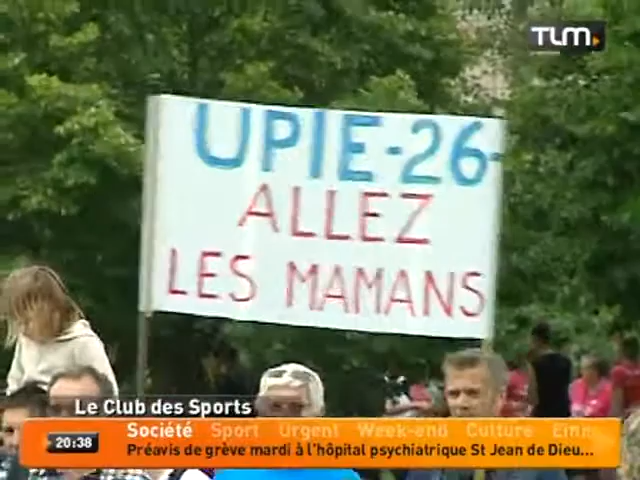 TLM
UPIE-26-
ALLEZ
LES MAMANS
Le Club des Sports
Société Sport Urgent Week-end Culture
20:38
Préavis de grève mardi à l'hôpital psychiatrique St Jean de Dieu...